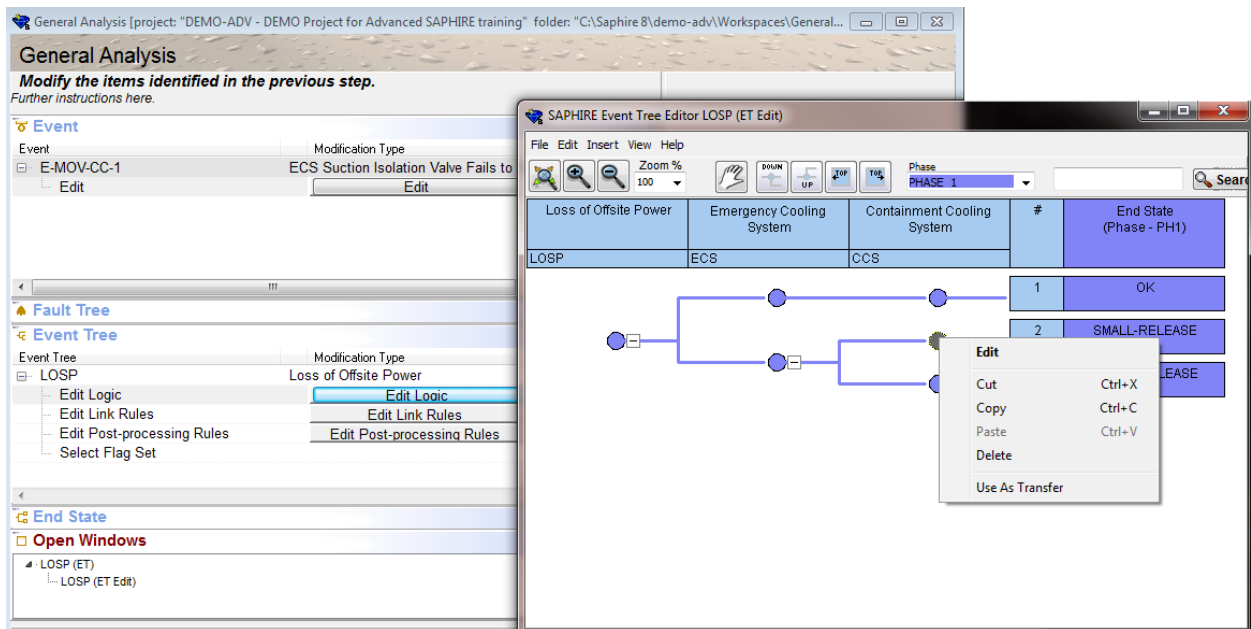 General Analysis [project: "DEMO-ADV - DEMO Project for Advanced SAPHIRE training" folder: "C:\Saphire 8\demo-adv\Workspaces\General...
General Analysis
Modify the items identified in the previous step.
Further instructions here.
Event
Event Modification Type
E-MOV-CC-1 ECS Suction Isolation Valve Fails to
Edit Edit
Fault Tree
Event Tree
Event Tree Modification Type
LOSP Loss of Offsite Power
Edit Logic Edit Logic
Edit Link Rules Edit Link Rules
Edit Post-processing Rules Edit Post-processing Rules
Select Flag Set
End State
Open Windows
LOSP (ET)
LOSP (ET Edit)
SAPHIRE Event Tree Editor LOSP (ET Edit)
File Edit Insert View Help
Zoom %
100
DOWN
UP
TOP
TOP
Phase
PHASE 1
Sear
Loss of Offsite Power
Emergency Cooling
System
Containment Cooling
System
#
End State
(Phase - PH1)
LOSP ECS CCS
1 OK
2 SMALL-RELEASE
LEASE
Edit
Cut Ctrl+X
Copy Ctrl+C
Paste Ctrl+V
Delete
Use As Transfer